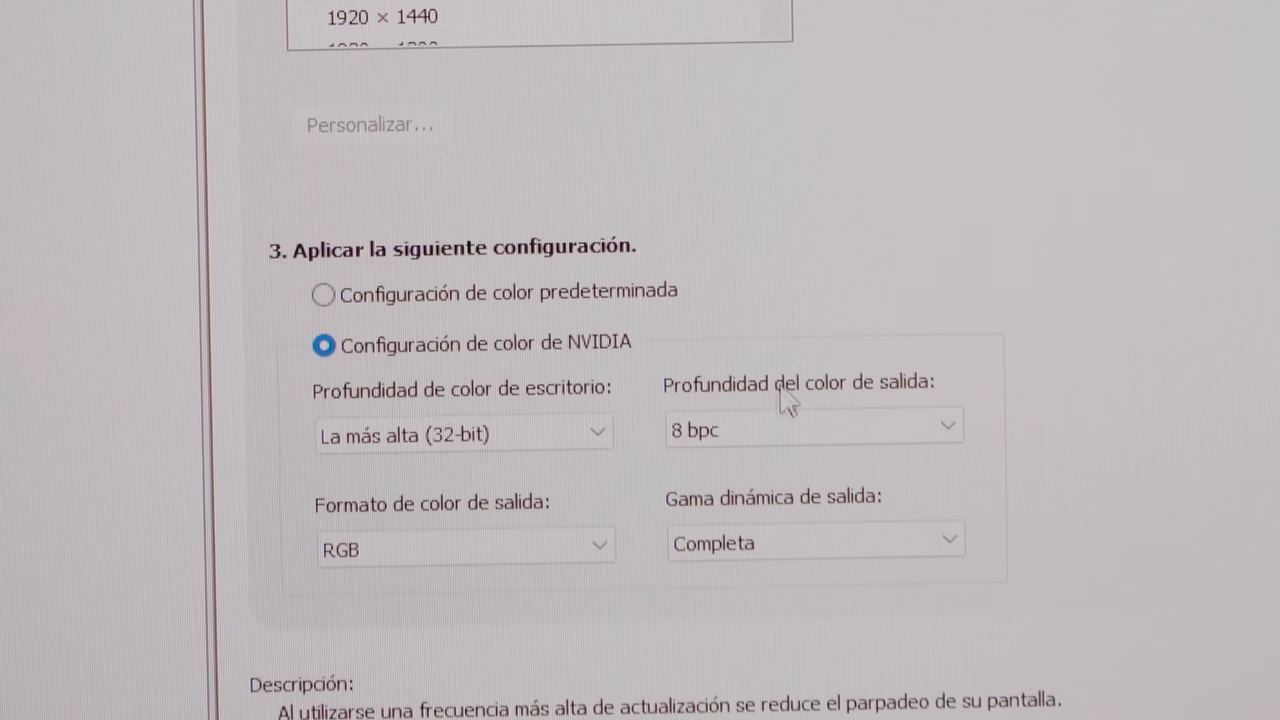 1920 × 1440
Personalizar...
3. Aplicar la siguiente configuración.
Configuración de color predeterminada
Configuración de color de NVIDIA
Profundidad de color de escritorio: Profundidad del color de salida:
La más alta (32-bit) 8 bpc
Formato de color de salida: Gama dinámica de salida:
RGB Completa
Descripción:
Al utilizarse una frecuencia más alta de actualización se reduce el parpadeo de su pantalla.